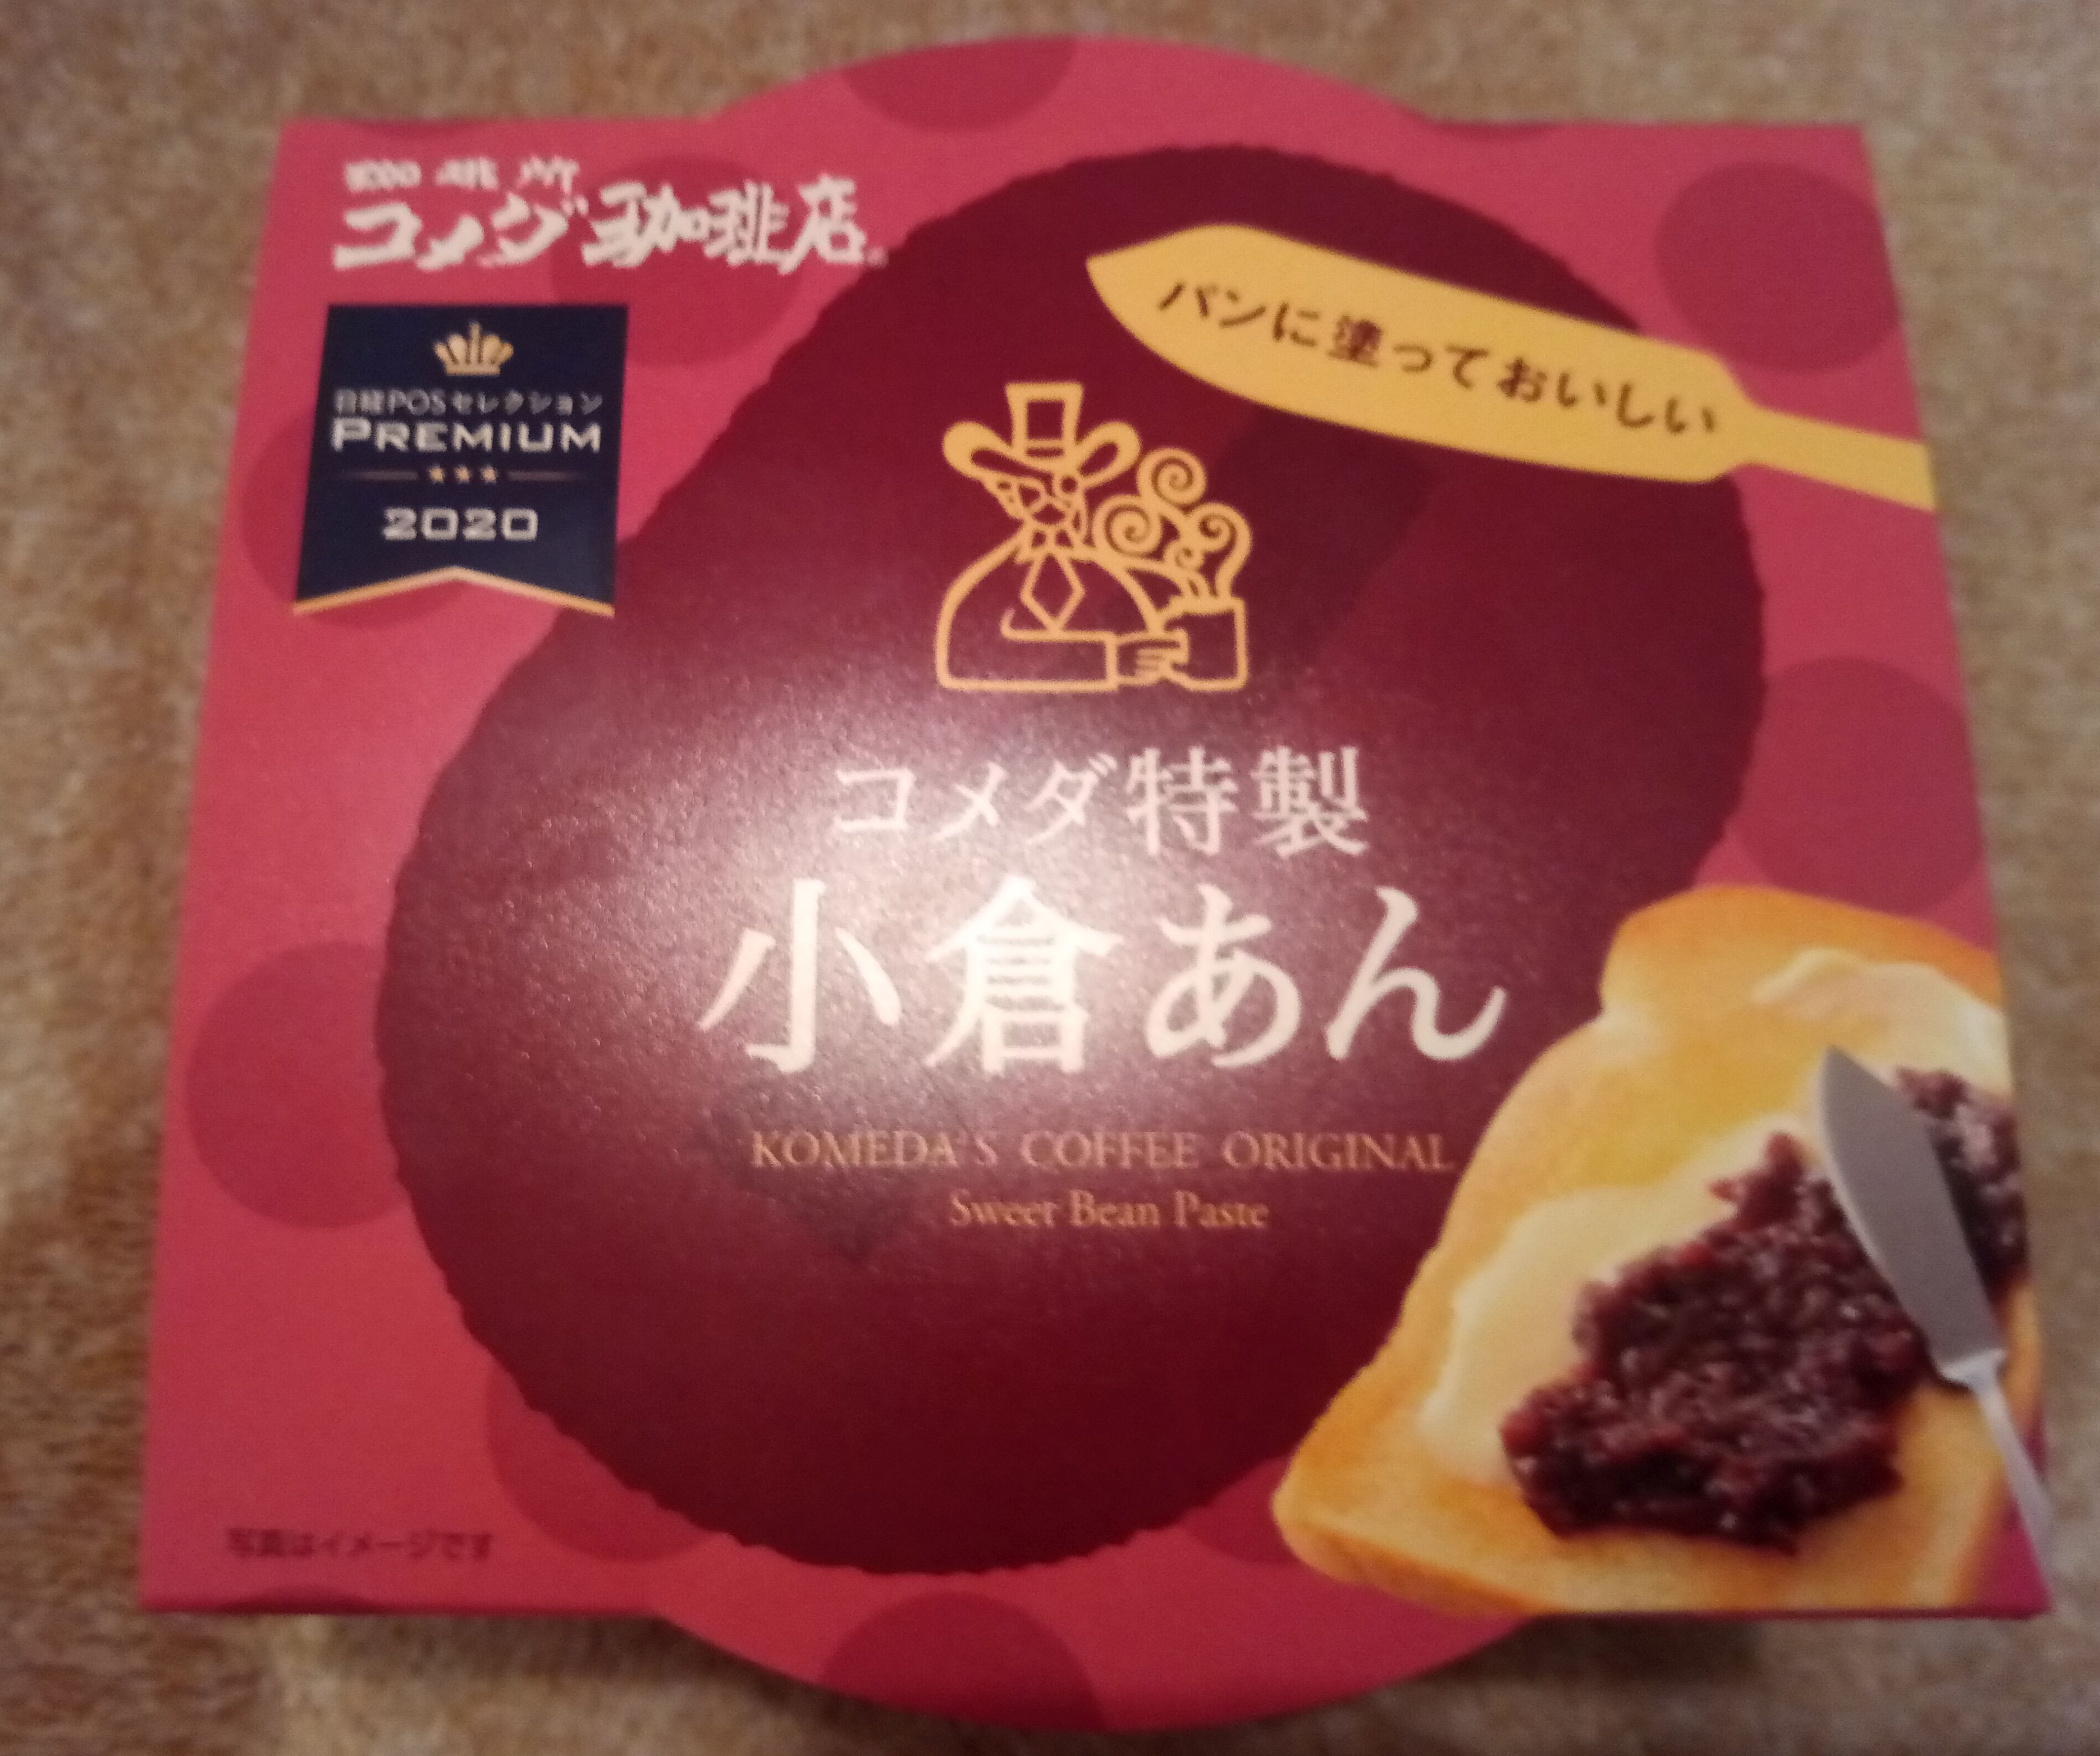 珈琲所
コメダ珈琲店
日経POSセレクション
PREMIUM
2020
パンに塗っておいしい
コメダ特製
小倉あん
KOMEDA'S COFFEE ORIGINAL
Sweet Bean Paste
写真はイメージです